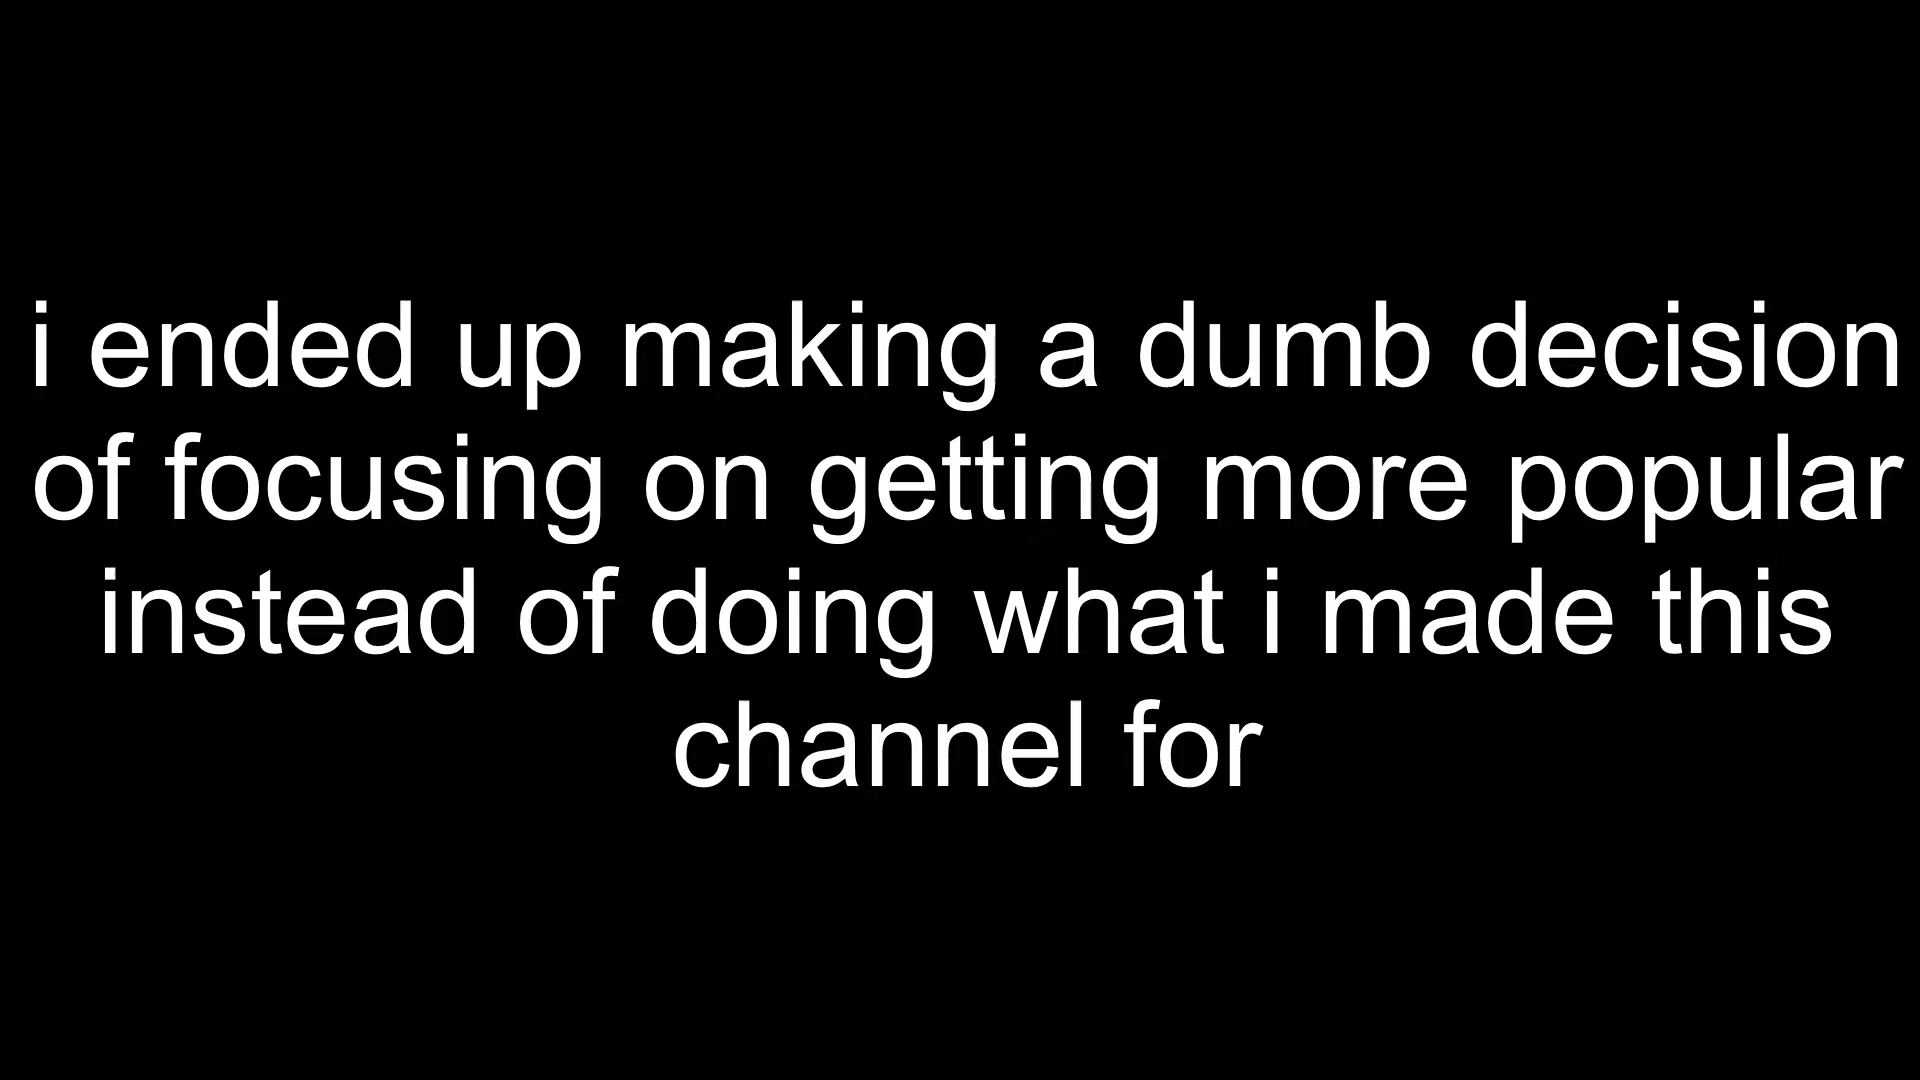 i ended up making a dumb decision
of focusing on getting more popular
instead of doing what i made this
channel for